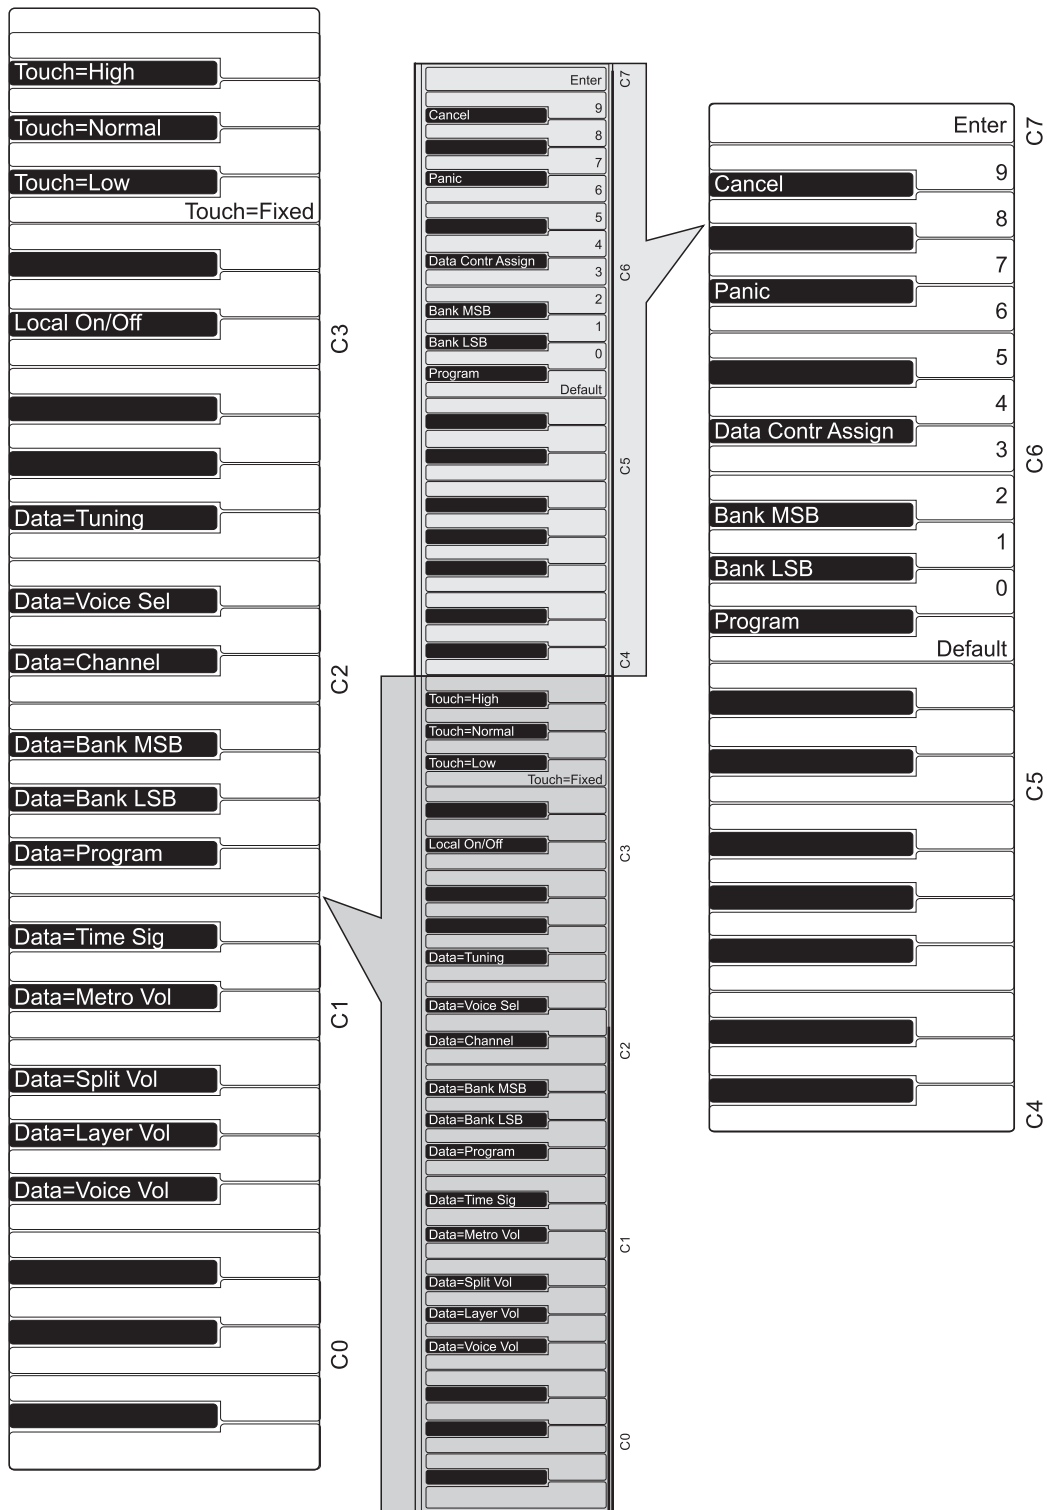 Touch=High
Touch=Normal
Touch=Low
Touch=Fixed
Local On/Off
C3
Data=Tuning
Data=Voice Sel
Data=Channel
C2
Data=Bank MSB
Data=Bank LSB
Data=Program
Data=Time Sig
Data=Metro Vol
C1
Data=Split Vol
Data=Layer Vol
Data=Voice Vol
C0
Enter
C7
9
Cancel
8
7
Panic
6
5
4
Data Contr Assign
3
C6
2
Bank MSB
1
Bank LSB
0
Program
Default
C5
C4
Touch=High
Touch=Normal
Touch=Low
Touch=Fixed
Local On/Off
C3
Data=Tuning
Data=Voice Sel
Data=Channel
C2
Data=Bank MSB
Data=Bank LSB
Data=Program
Data=Time Sig
Data=Metro Vol
C1
Data=Split Vol
Data=Layer Vol
Data=Voice Vol
C0
Enter
C7
9
Cancel
8
7
Panic
6
5
4
Data Contr Assign
3
C6
2
Bank MSB
1
Bank LSB
0
Program
Default
C5
C4